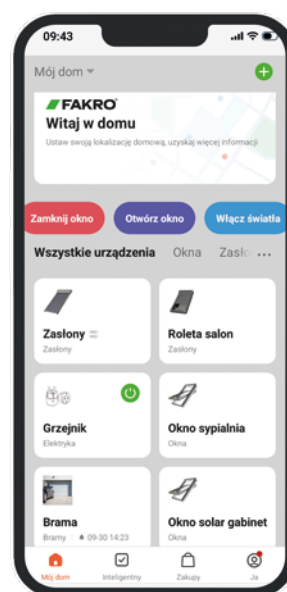 09:43
Mój dom
FAKRO
Witaj w domu
Ustaw swoją lokalizację domową, uzyskaj więcej informacji
Zamknij okno Otwórz okno Włącz światła
Wszystkie urządzenia Okna Zasło ...
Zasłony Roleta salon
Zasłony Zasłony
Grzejnik Okno sypialnia
Elektryka Okna
Brama Okno solar gabinet
Bramy 09-30 14:23 Okna
Mój dom Inteligentny Zakupy Ja